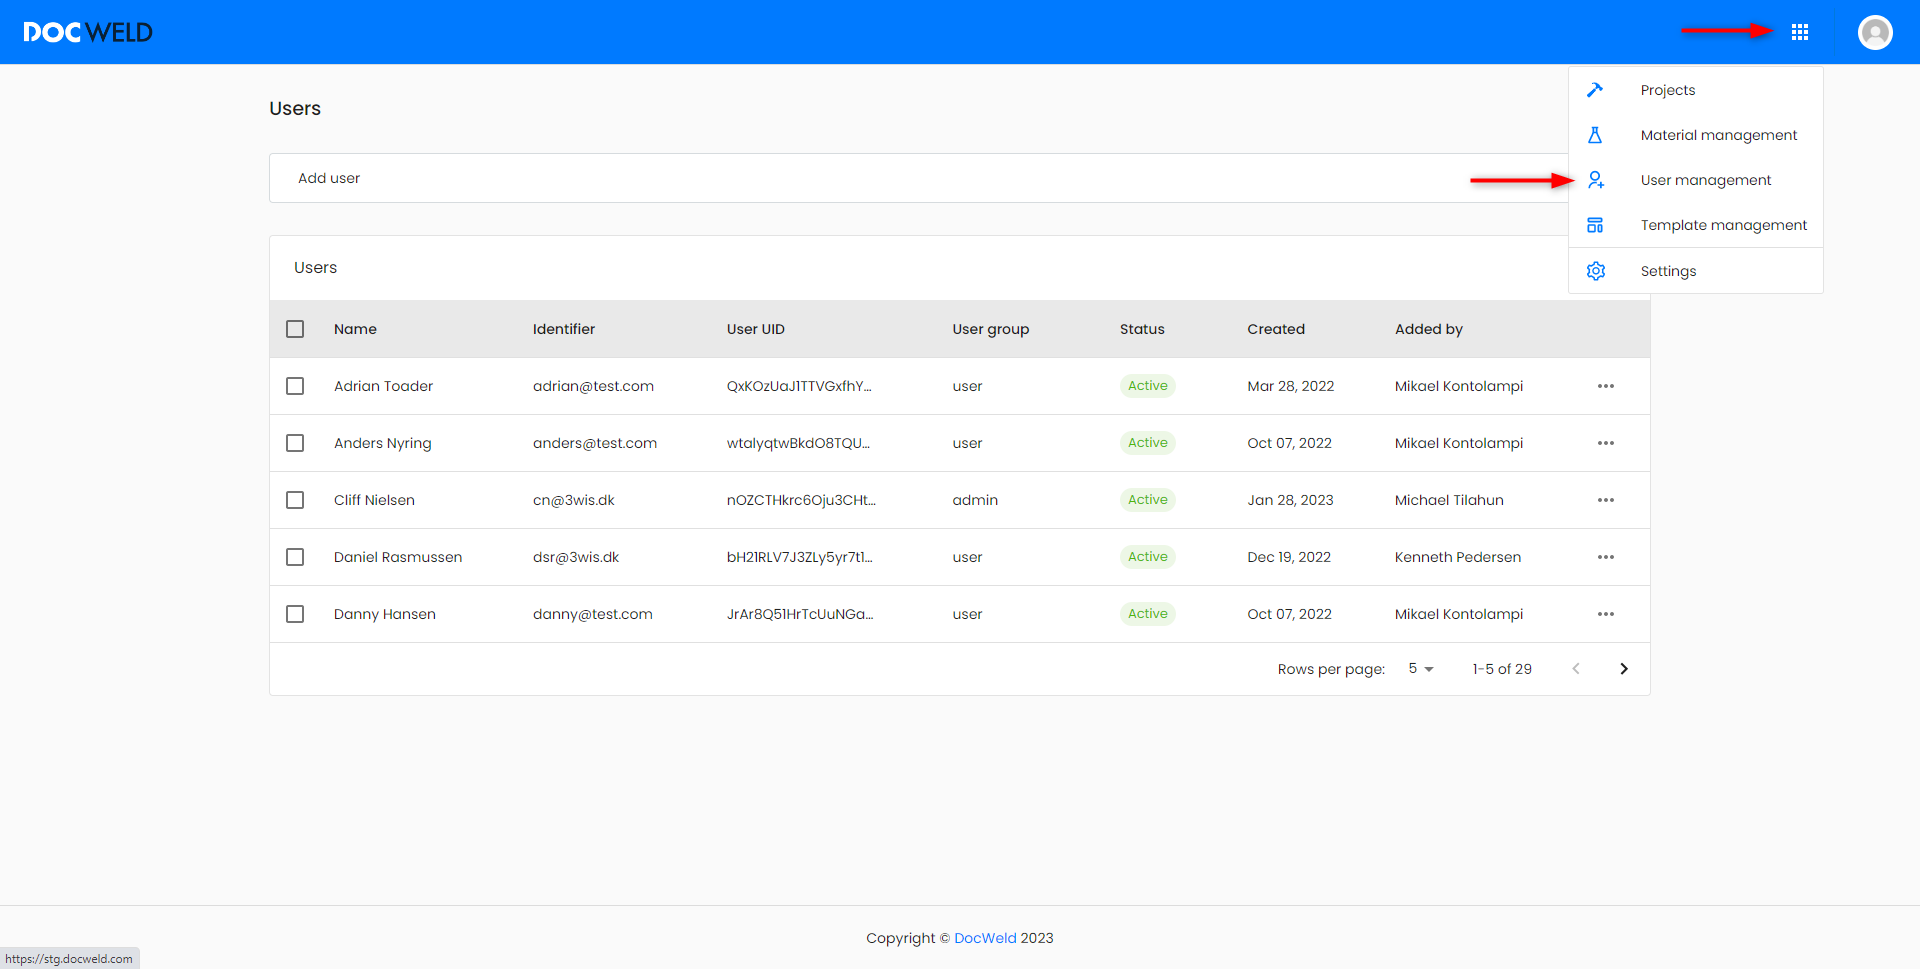 DOCWELD
Projects
Material management
User management
Template management
Settings
Users
Add user
Users
Name Identifier User UID User group Status Created Added by
Adrian Toader adrian@test.com QxKOzUaJ1TTVGxfhY... user Active Mar 28, 2022 Mikael Kontolampi
Anders Nyring anders@test.com wtalyqtwBkdO8TQU... user Active Oct 07, 2022 Mikael Kontolampi
Cliff Nielsen cn@3wis.dk nOZCTHkrc6Oju3CHt... admin Active Jan 28, 2023 Michael Tilahun
Daniel Rasmussen dsr@3wis.dk bH21RLV7J3ZLy5yr7t1... user Active Dec 19, 2022 Kenneth Pedersen
Danny Hansen danny@test.com JrAr8Q51HrTcUuNGa... user Active Oct 07, 2022 Mikael Kontolampi
Rows per page: 5 1-5 of 29
Copyright © DocWeld 2023
https://stg.docweld.com